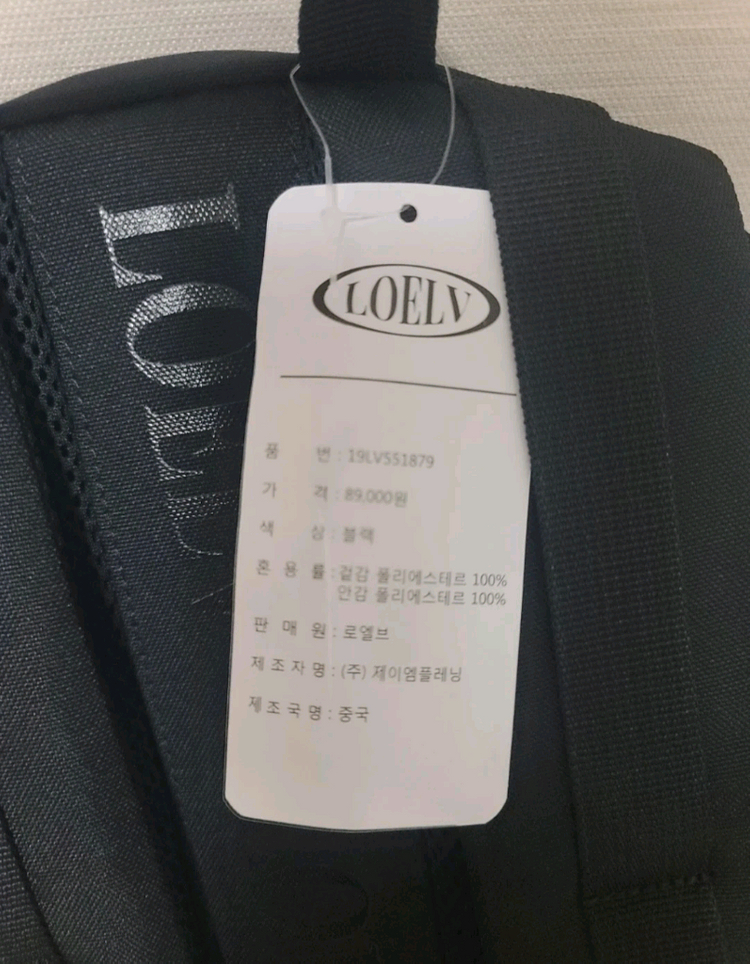 LOELV
품 번 : 19LVS51879
가 격 : 89,000원
색 상 : 블랙
혼 용 률 : 겉감 폴리에스테르 100%
안감 폴리에스테르 100%
판 매 원 : 로엘브
제 조 자 명 : (주) 제이엠플래닝
제 조 국 명 : 중국
LOEL